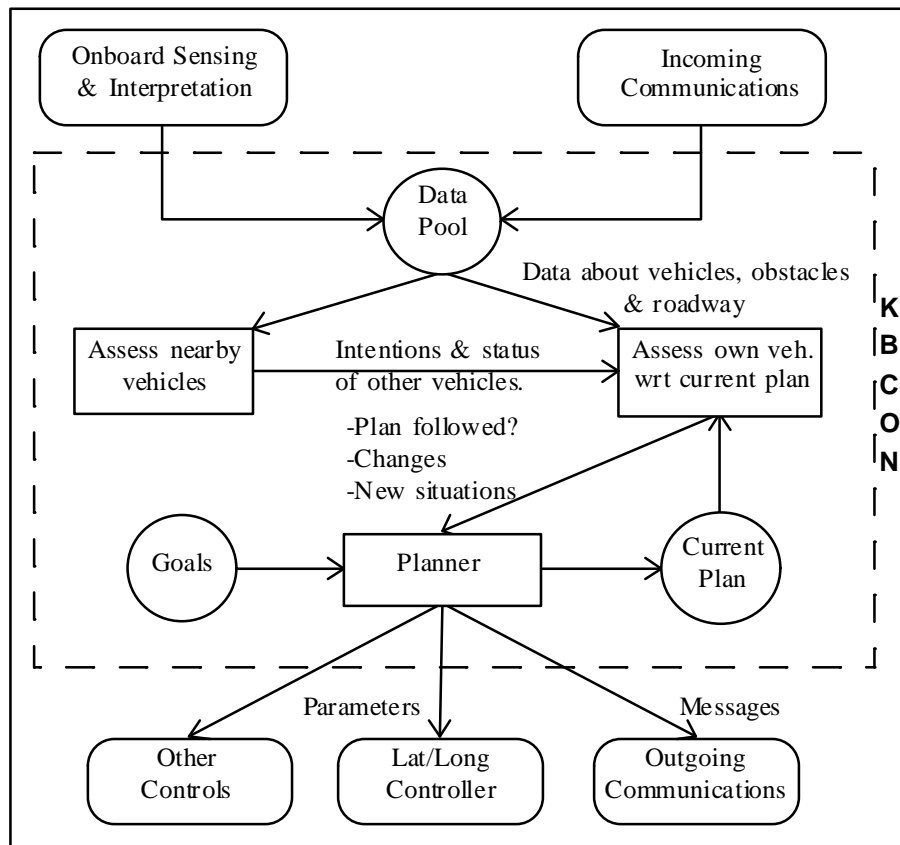 Onboard Sensing
& Interpretation
Incoming
Communications
Data
Pool
Data about vehicles, obstacles
& roadway
Assess nearby
vehicles
Intentions & status
of other vehicles.
Assess own veh.
wrt current plan
KBCON
-Plan followed?
-Changes
-New situations
Goals
Planner
Current
Plan
Parameters
Messages
Other
Controls
Lat/Long
Controller
Outgoing
Communications